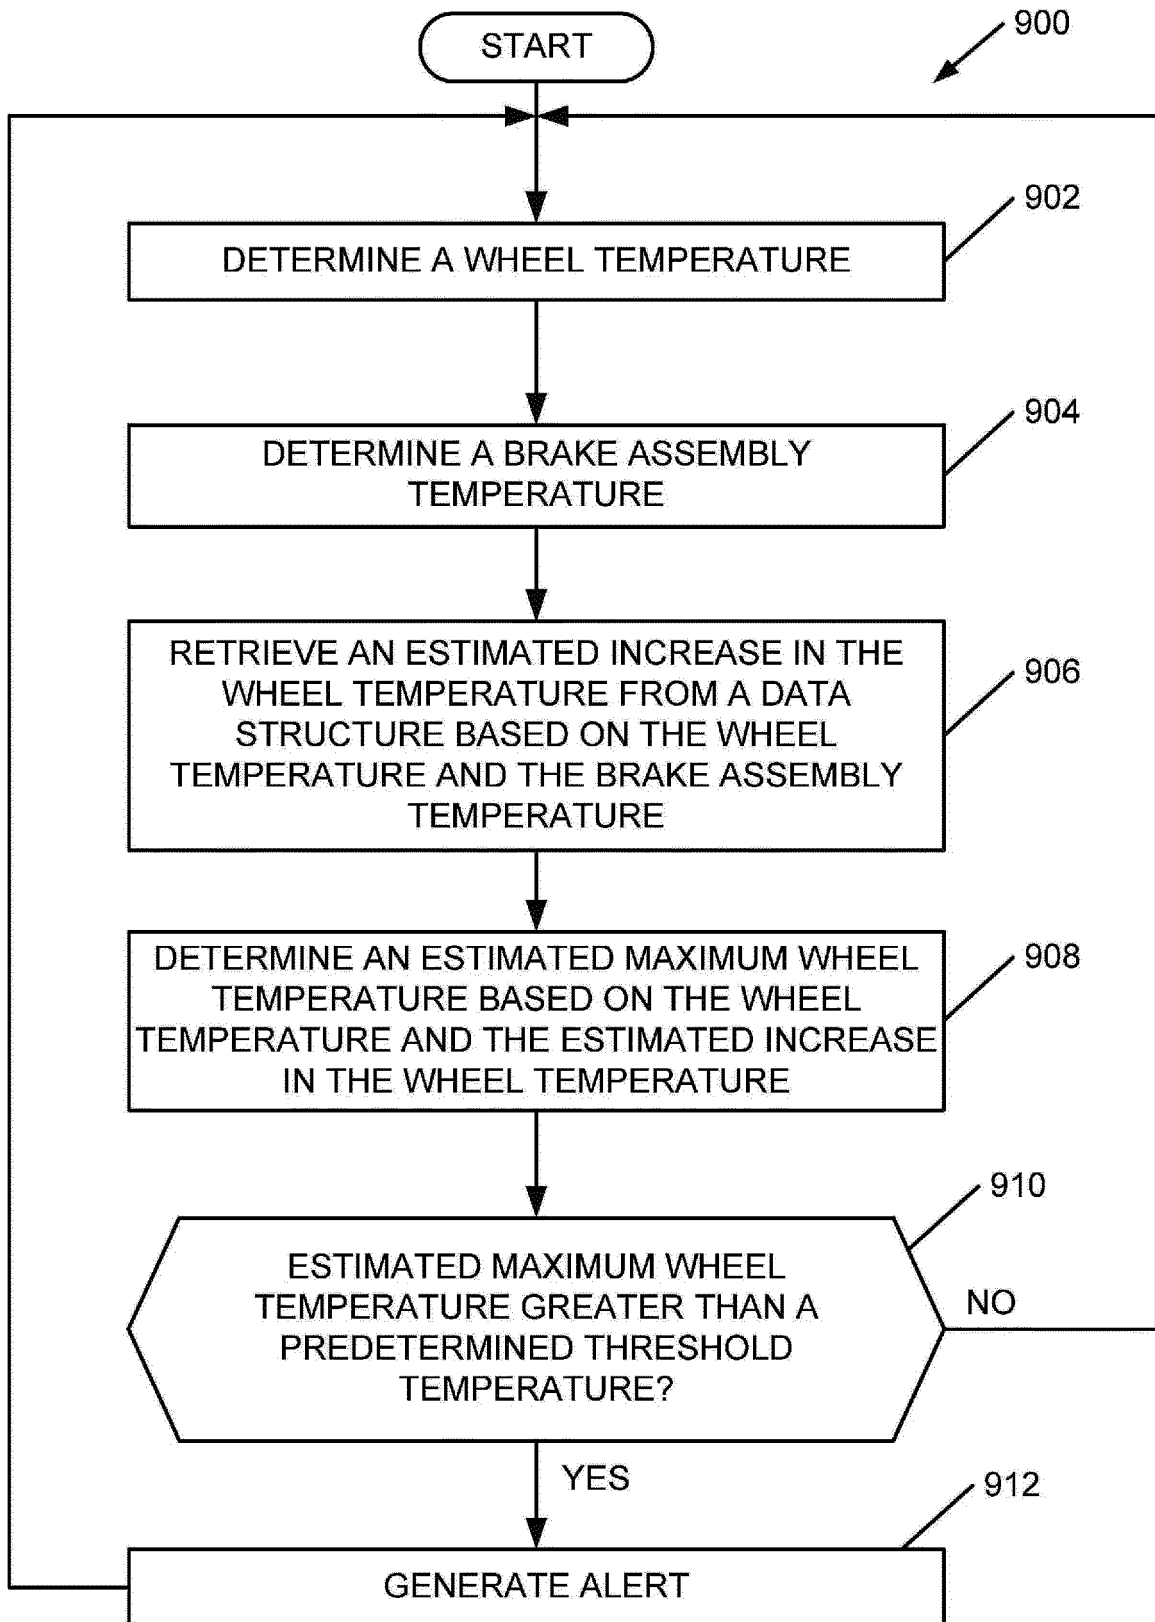 START
900
DETERMINE A WHEEL TEMPERATURE
902
DETERMINE A BRAKE ASSEMBLY
TEMPERATURE
904
RETRIEVE AN ESTIMATED INCREASE IN THE
WHEEL TEMPERATURE FROM A DATA
STRUCTURE BASED ON THE WHEEL
TEMPERATURE AND THE BRAKE ASSEMBLY
TEMPERATURE
906
DETERMINE AN ESTIMATED MAXIMUM WHEEL
TEMPERATURE BASED ON THE WHEEL
TEMPERATURE AND THE ESTIMATED INCREASE
IN THE WHEEL TEMPERATURE
908
ESTIMATED MAXIMUM WHEEL
TEMPERATURE GREATER THAN A
PREDETERMINED THRESHOLD
TEMPERATURE?
910
NO
YES
GENERATE ALERT
912